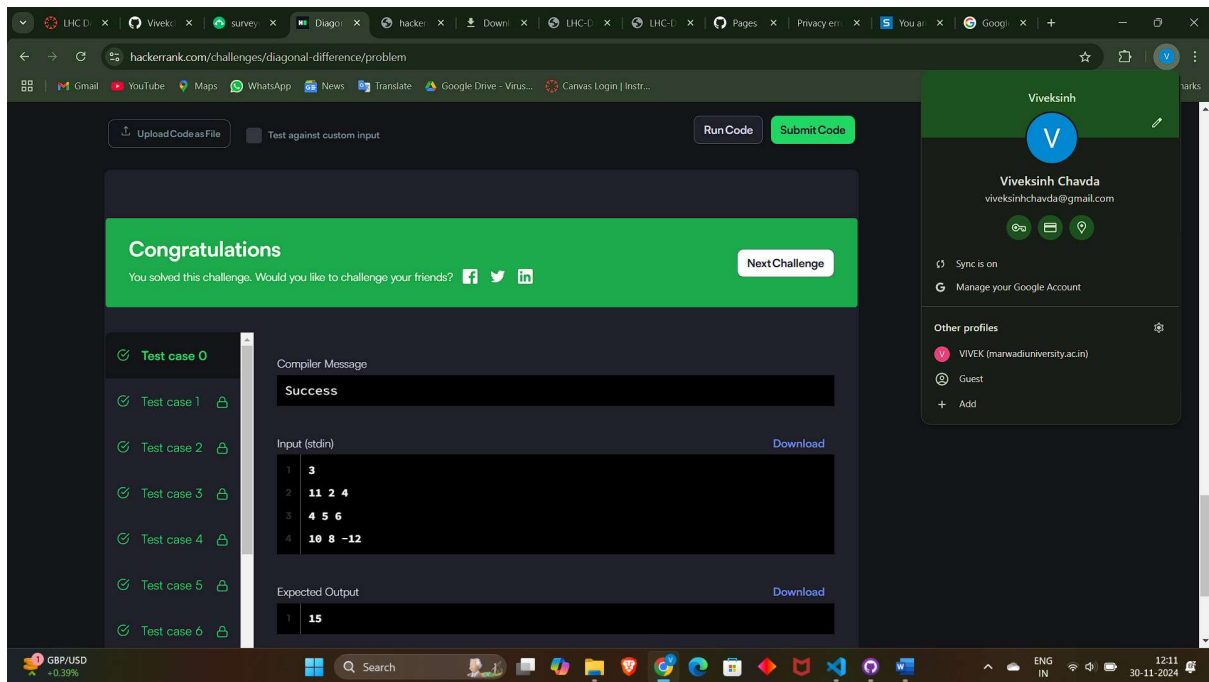 LHC D
Vivek
survey
Diagon
hacker
Downl
LHC-D
LHC-D
Pages
Privacy err
You ar
Googl
hackerrank.com/challenges/diagonal-difference/problem
V
Gmail
YouTube
Maps
WhatsApp
News
Translate
Google Drive - Virus...
Canvas Login | Instr...
Upload Code as File
Test against custom input
Run Code
Submit Code
Congratulations
You solved this challenge. Would you like to challenge your friends?
Next Challenge
Test case 0
Test case 1
Test case 2
Test case 3
Test case 4
Test case 5
Test case 6
Compiler Message
Success
Input (stdin)
Download
1 3
2 11 2 4
3 4 5 6
4 10 8 -12
Expected Output
Download
1 15
Viveksinh
V
Viveksinh Chavda
viveksinhchavda@gmail.com
Sync is on
Manage your Google Account
Other profiles
V
VIVEK (marwadiuniversity.ac.in)
Guest
Add
1
GBP/USD
+0.39%
Search
ENG
IN
12:11
30-11-2024